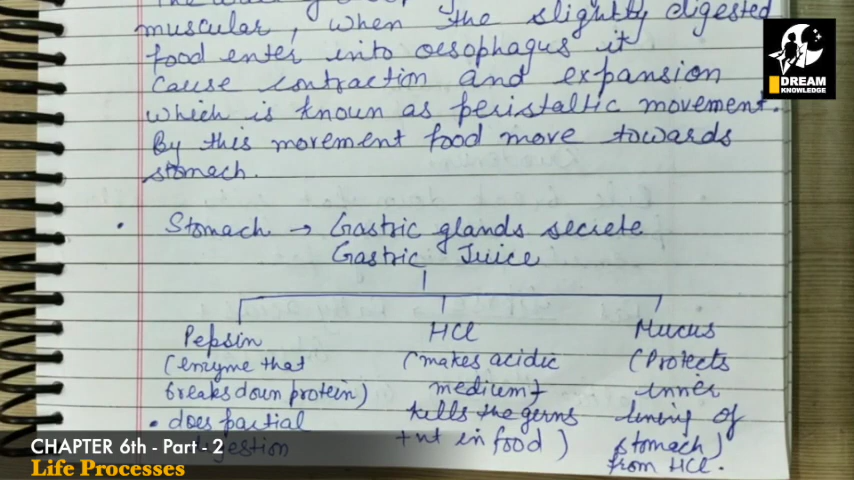 muscular, when the slightly digested
food enter into oesophagus it
cause contraction and expansion
which is known as peristaltic movement.
By this movement food move towards
stomach.
• Stomach → Gastric glands secrete
Gastric Juice
Pepsin
(enzyme that
breaks down protein)
• does partial
HCl
(makes acidic
medium +
kills the germs
in food)
Mucus
(Protects
inner
lining of
stomach)
from HCl.
DREAM
KNOWLEDGE
CHAPTER 6th - Part - 2
Life Processes